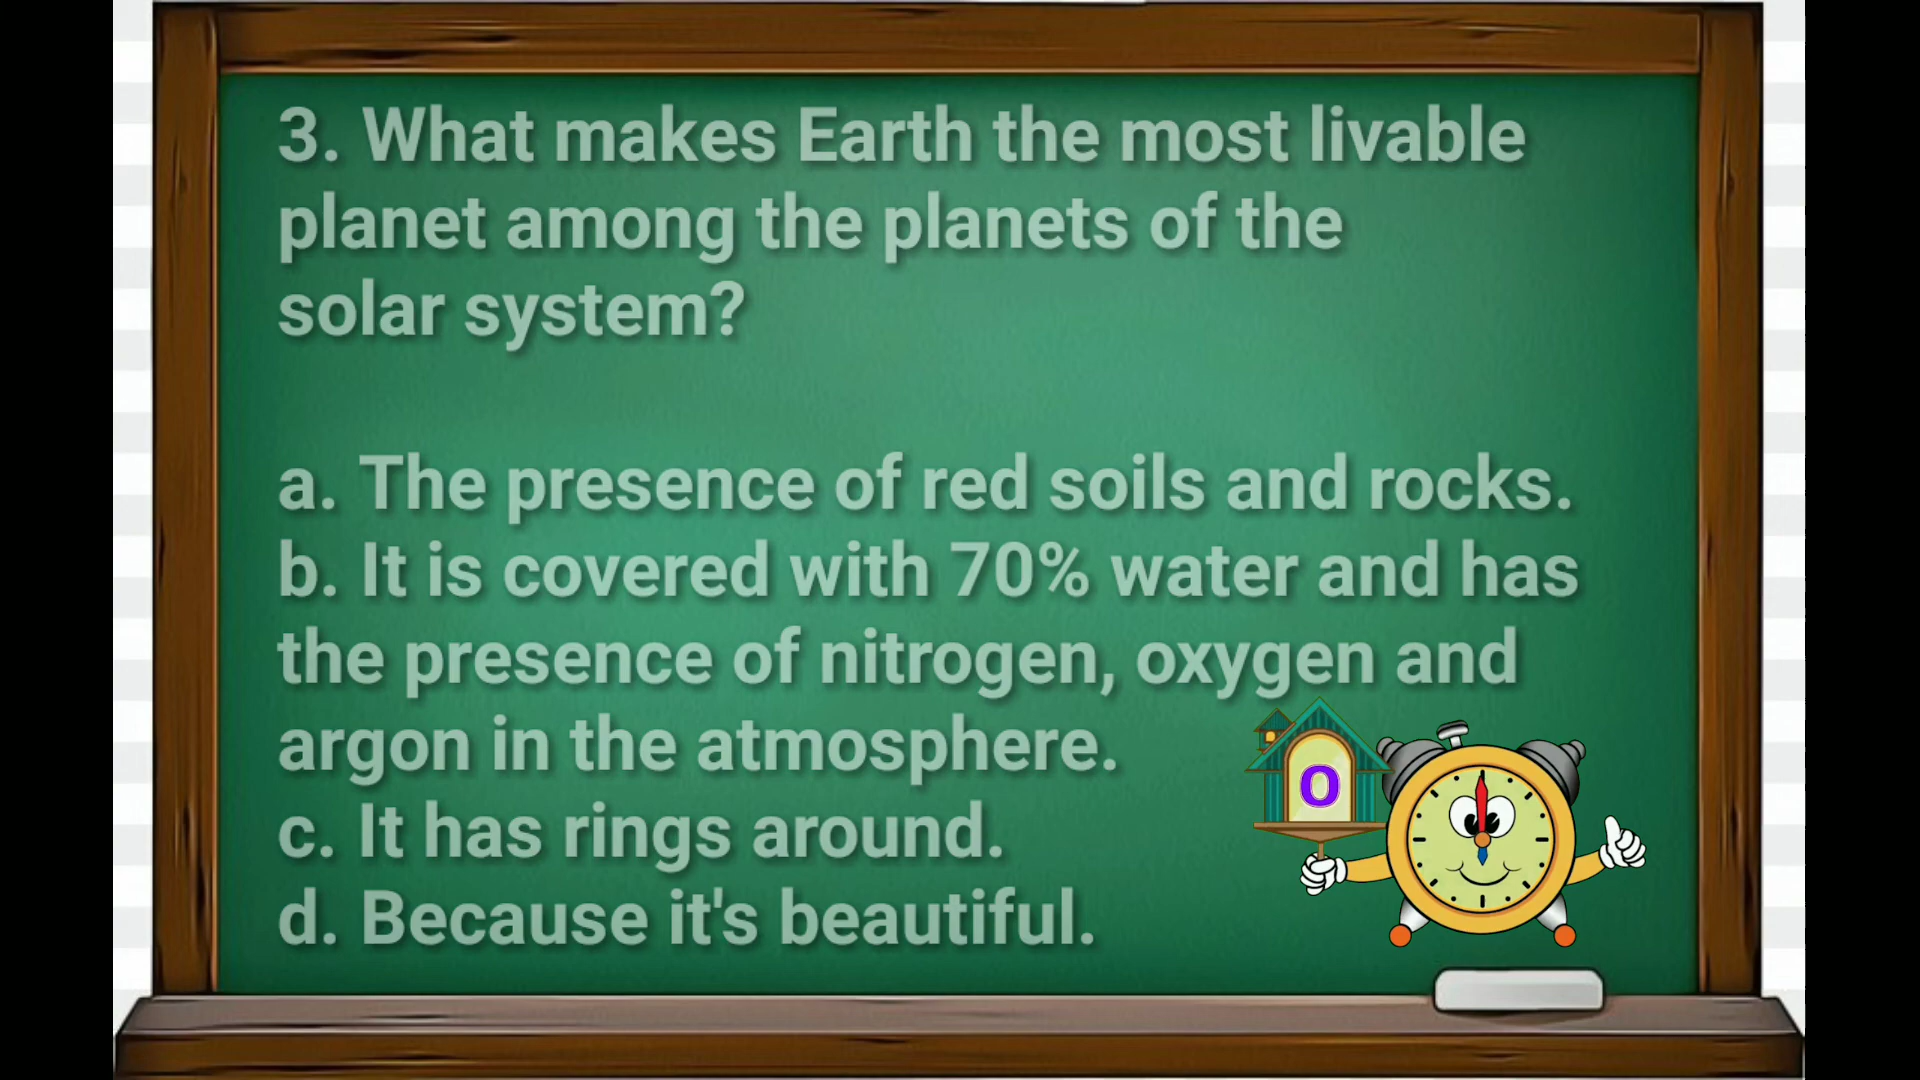 3. What makes Earth the most livable
planet among the planets of the
solar system?
a. The presence of red soils and rocks.
b. It is covered with 70% water and has
the presence of nitrogen, oxygen and
argon in the atmosphere.
c. It has rings around.
d. Because it's beautiful.
0